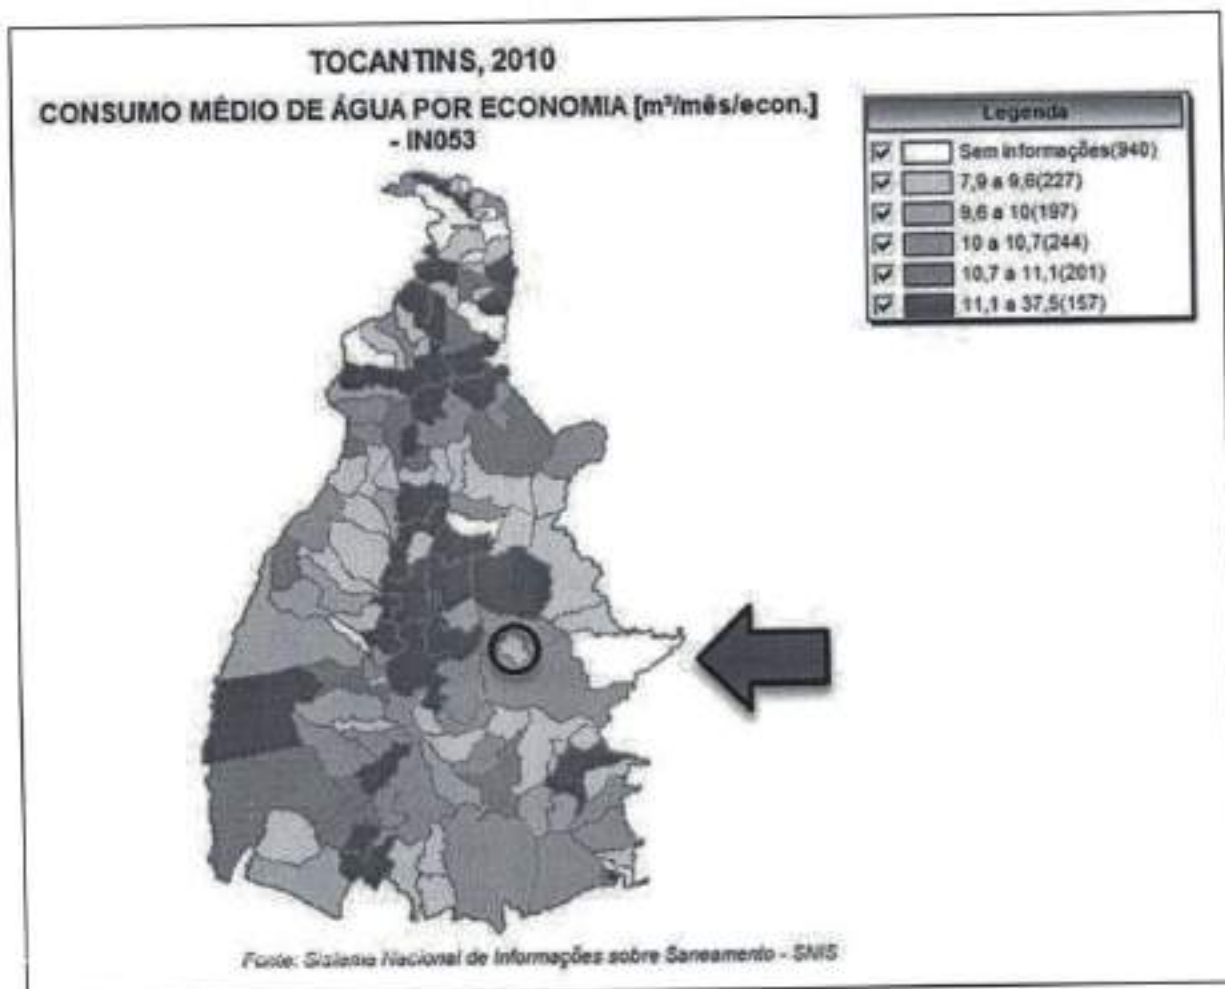 TOCANTINS, 2010
CONSUMO MÉDIO DE ÁGUA POR ECONOMIA [m³/mês/econ.]
- IN053
Legenda
Sem informações(940)
7,9 a 9,6(227)
9,6 a 10(197)
10 a 10,7(244)
10,7 a 11,1(201)
11,1 a 37,5(157)
Fonte: Sistema Nacional de Informações sobre Saneamento - SNIS